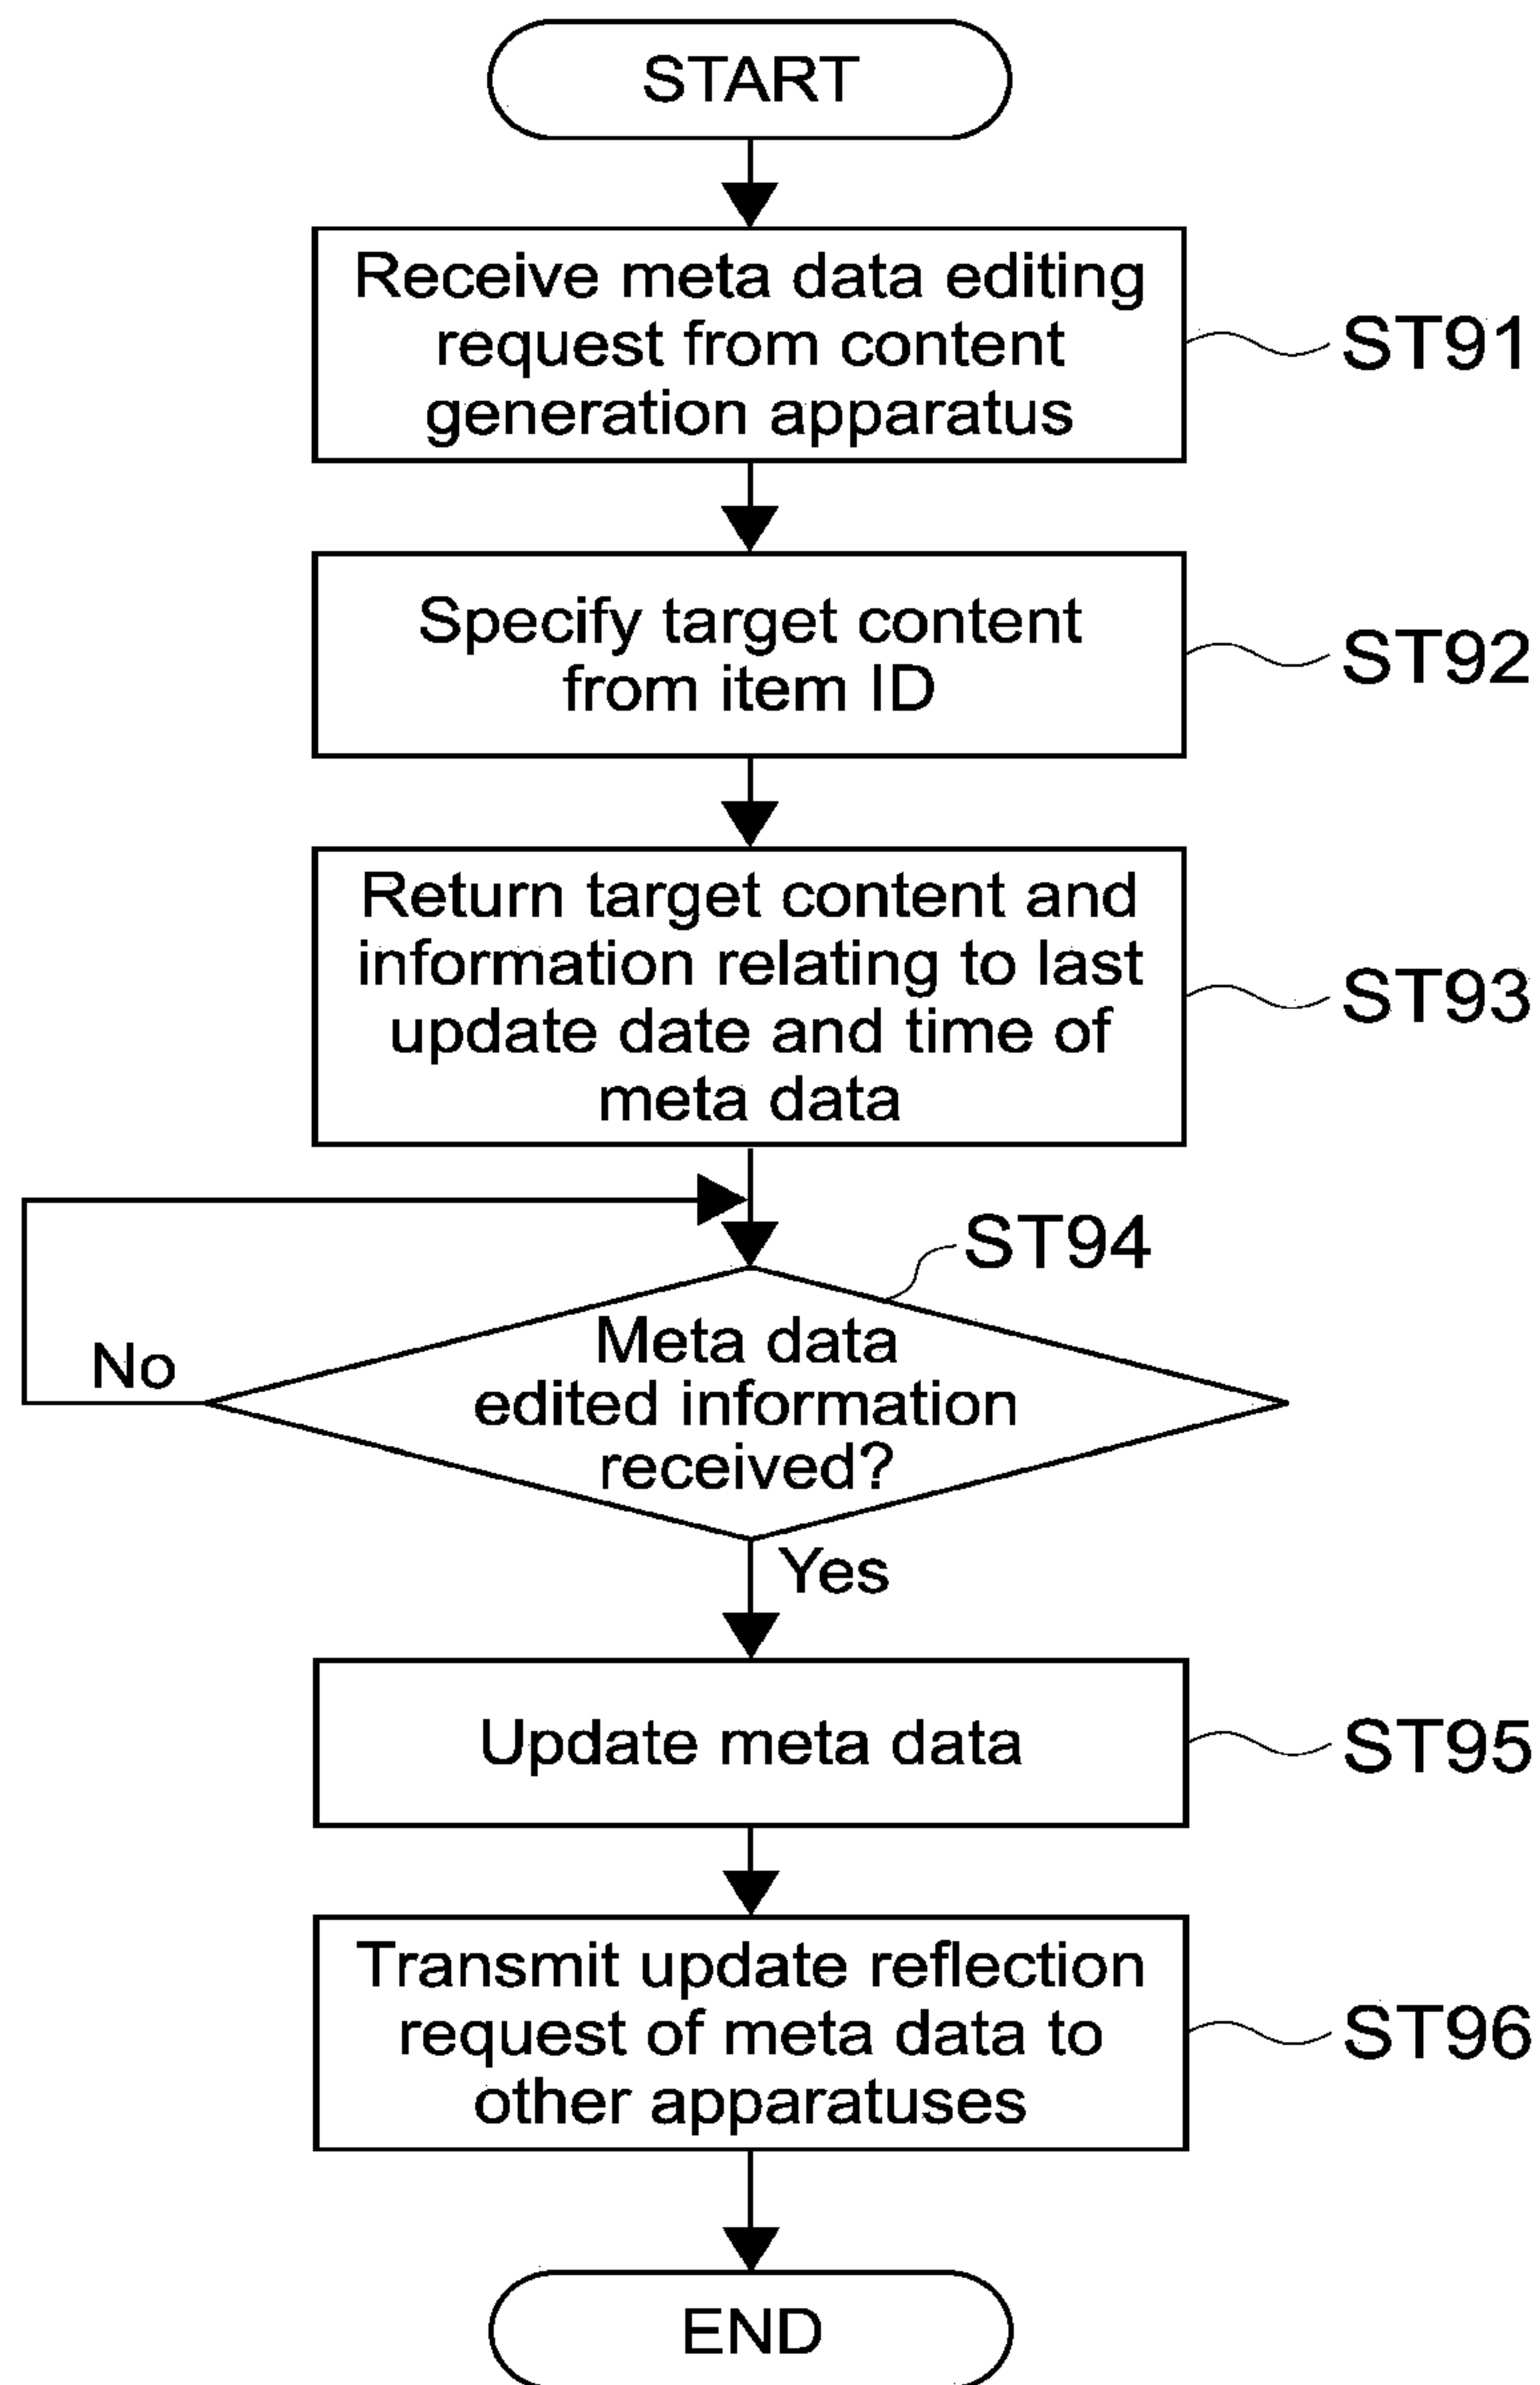 START
Receive meta data editing
request from content
generation apparatus
ST91
Specify target content
from item ID
ST92
Return target content and
information relating to last
update date and time of
meta data
ST93
ST94
Meta data
edited information
received?
No
Yes
Update meta data
ST95
Transmit update reflection
request of meta data to
other apparatuses
ST96
END